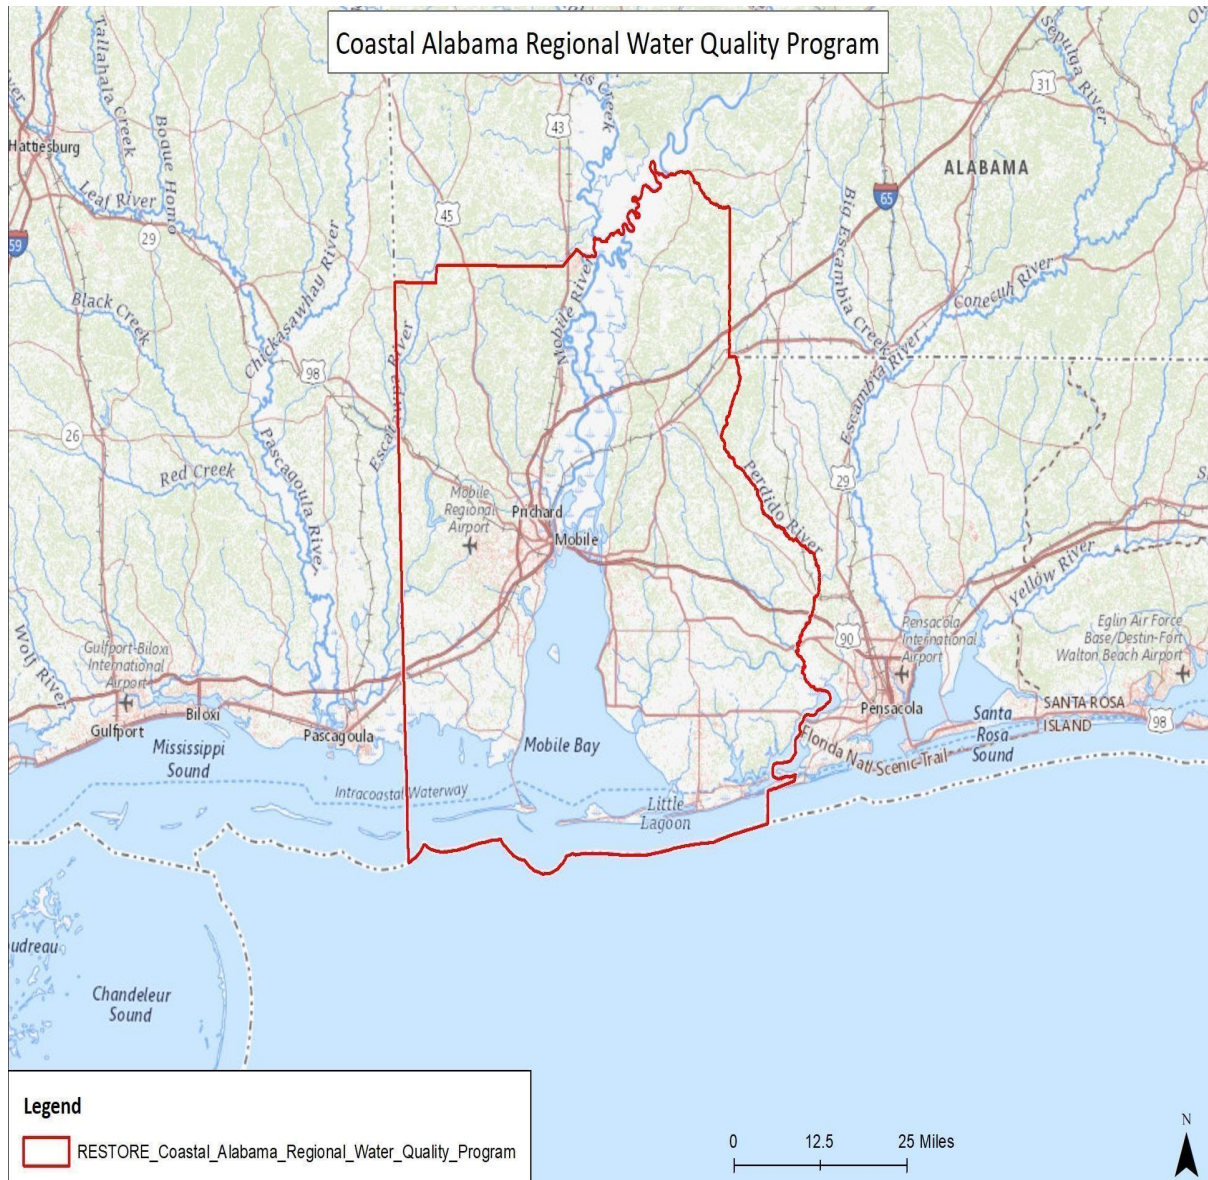 Coastal Alabama Regional Water Quality Program
Tallahala
Creek
Creek
Sepulga River
31
43
Hattiesburg
Bogue Homo
ALABAMA
Leaf River
45
65
29
59
Big Escambia
Creek
Conecuh River
Chickasawhay River
Mobile River
Black Creek
98
Escatawpa River
Escambia River
26
Pascagoula River
Red Creek
Perdido River
29
Mobile
Regional
Airport
Prichard
Mobile
Yellow River
Wolf River
Gulfport-Biloxi
International
Airport
90
Pensacola
International
Airport
Eglin Air Force
Base/Destin-Fort
Walton Beach Airport
Biloxi
Gulfport
Pascagoula
Pensacola
SANTA ROSA
ISLAND
98
Mississippi
Sound
Mobile Bay
Santa
Rosa
Sound
Florida Natl Scenic Trail
Intracoastal Waterway
Little
Lagoon
oudreau
Chandeleur
Sound
Legend
RESTORE_Coastal_Alabama_Regional_Water_Quality_Program
0 12.5 25 Miles
N